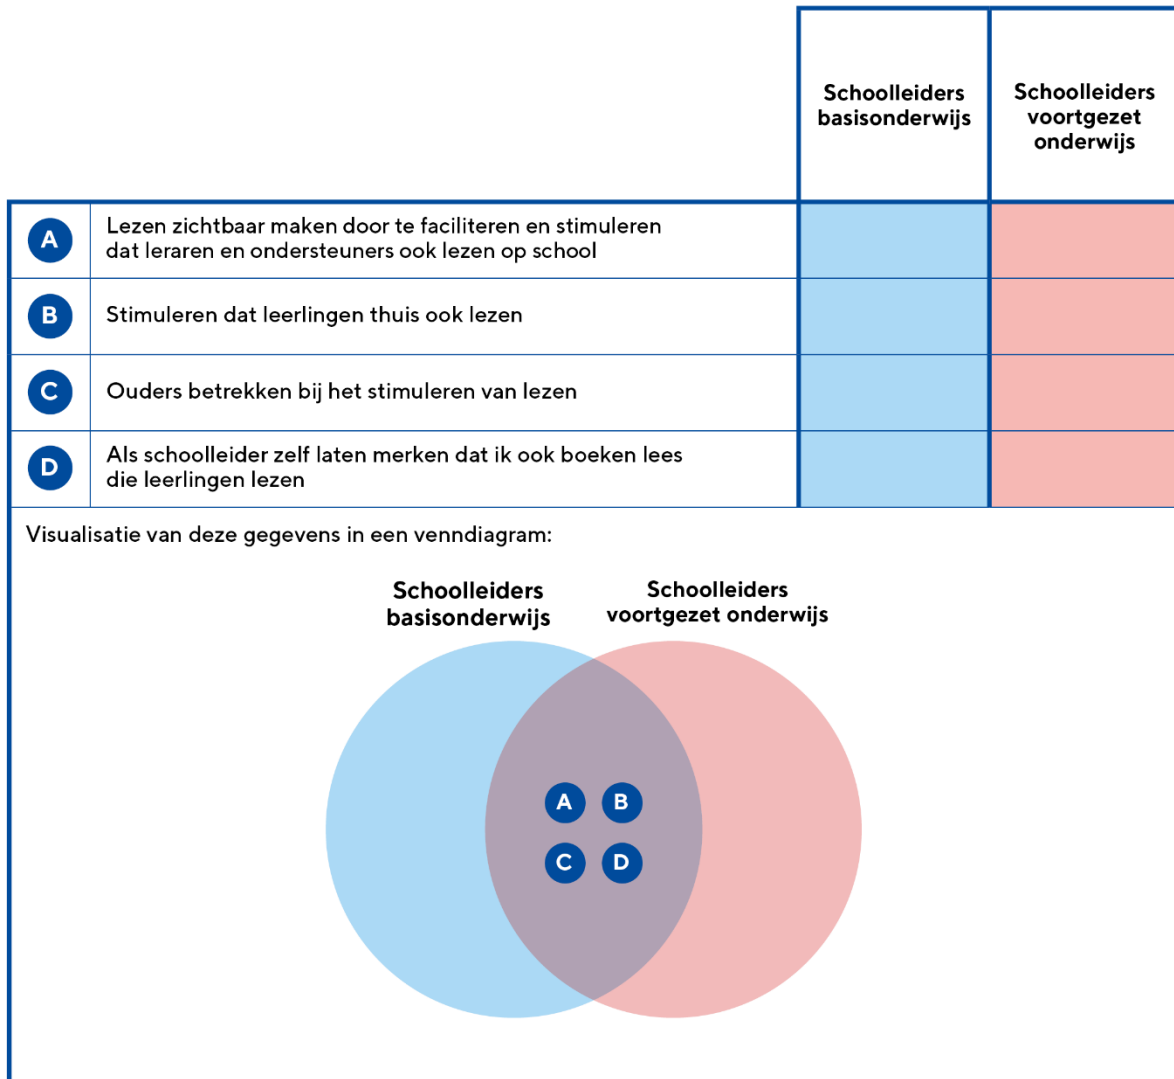 Schoolleiders
basisonderwijs
Schoolleiders
voortgezet
onderwijs
A
Lezen zichtbaar maken door te faciliteren en stimuleren
dat leraren en ondersteuners ook lezen op school
B
Stimuleren dat leerlingen thuis ook lezen
C
Ouders betrekken bij het stimuleren van lezen
D
Als schoolleider zelf laten merken dat ik ook boeken lees
die leerlingen lezen
Visualisatie van deze gegevens in een venndiagram:
Schoolleiders
basisonderwijs
Schoolleiders
voortgezet onderwijs
A B
C D